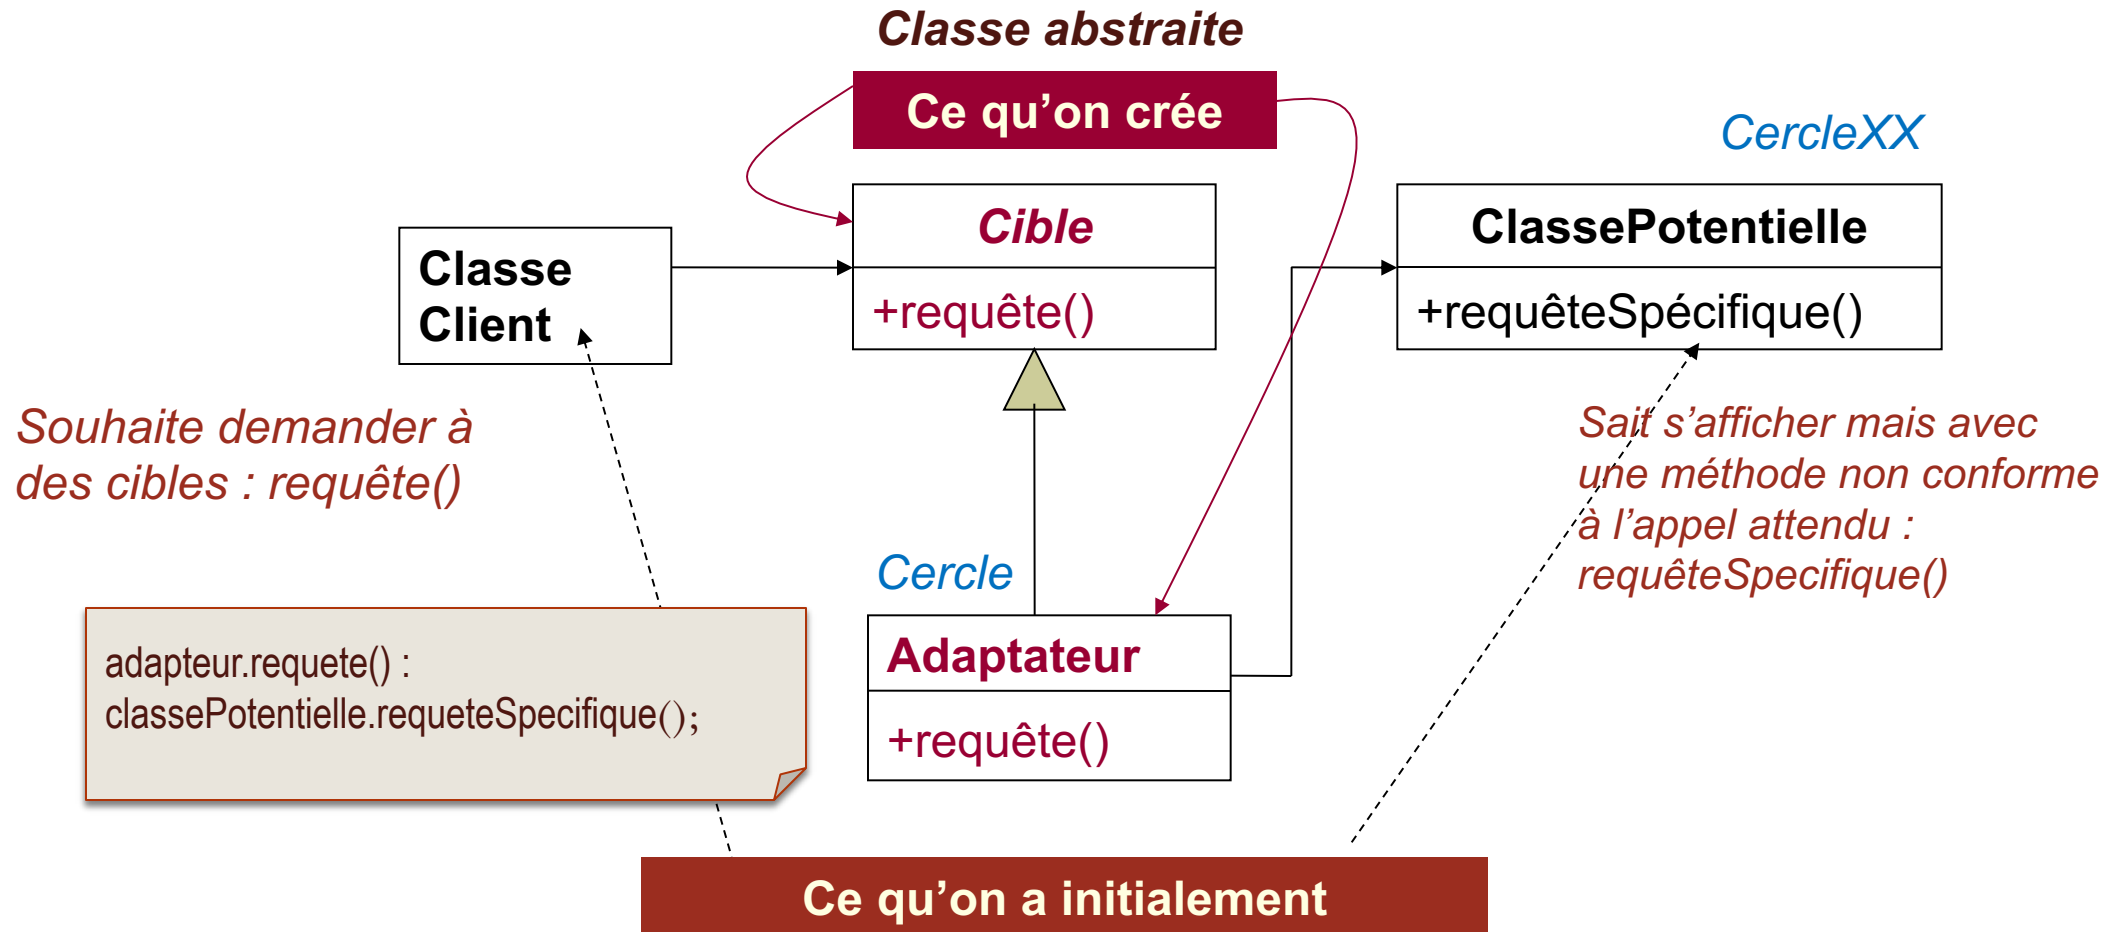 Classe abstraite
Ce qu’on crée
CercleXX
Cible
+requête()
ClassePotentielle
+requêteSpécifique()
Classe
Client
Souhaite demander à
des cibles : requête()
Sait s’afficher mais avec
une méthode non conforme
à l’appel attendu :
requêteSpecifique()
Cercle
Adaptateur
+requête()
adapteur.requete() :
classePotentielle.requeteSpecifique();
Ce qu’on a initialement